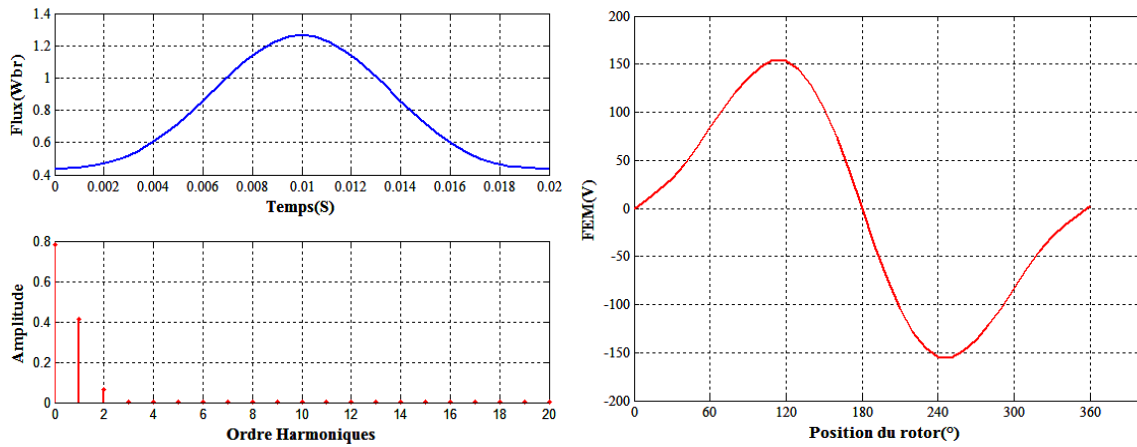 1.4
1.2
1
0.8
0.6
0.4
Flux(Wbr)
0 0.002 0.004 0.006 0.008 0.01 0.012 0.014 0.016 0.018 0.02
Temps(S)
0.8
0.6
0.4
0.2
0
Amplitude
0 2 4 6 8 10 12 14 16 18 20
Ordre Harmoniques
200
150
100
50
0
-50
-100
-150
-200
FEM(V)
0 60 120 180 240 300 360
Position du rotor(°)